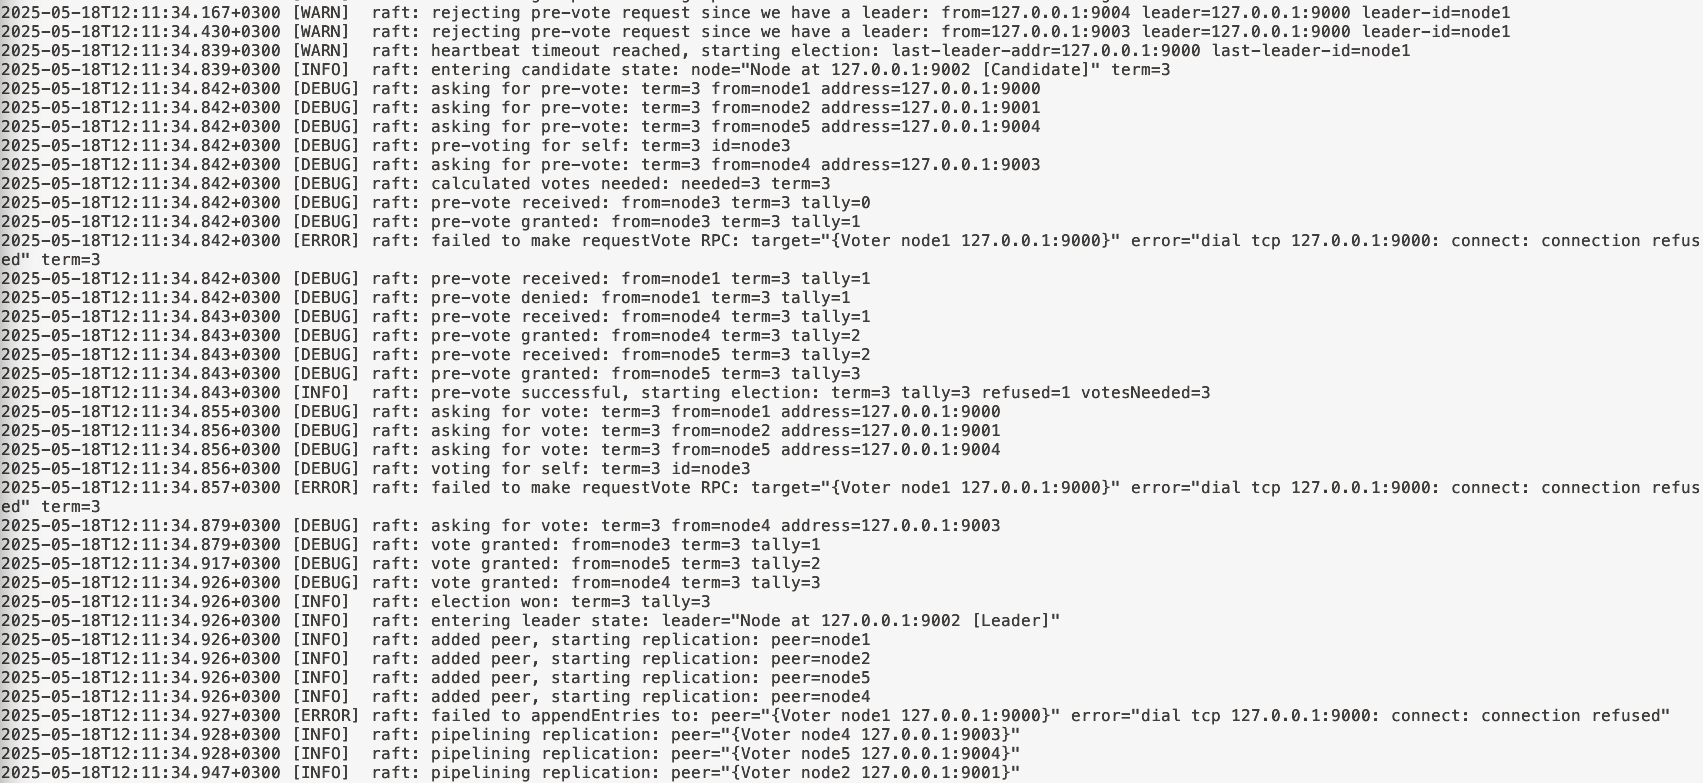 2025-05-18T12:11:34.167+0300 [WARN]  raft: rejecting pre-vote request since we have a leader: from=127.0.0.1:9004 leader=127.0.0.1:9000 leader-id=node1
2025-05-18T12:11:34.430+0300 [WARN]  raft: rejecting pre-vote request since we have a leader: from=127.0.0.1:9003 leader=127.0.0.1:9000 leader-id=node1
2025-05-18T12:11:34.839+0300 [WARN]  raft: heartbeat timeout reached, starting election: last-leader-addr=127.0.0.1:9000 last-leader-id=node1
2025-05-18T12:11:34.839+0300 [INFO]  raft: entering candidate state: node="Node at 127.0.0.1:9002 [Candidate]" term=3
2025-05-18T12:11:34.842+0300 [DEBUG] raft: asking for pre-vote: term=3 from=node1 address=127.0.0.1:9000
2025-05-18T12:11:34.842+0300 [DEBUG] raft: asking for pre-vote: term=3 from=node2 address=127.0.0.1:9001
2025-05-18T12:11:34.842+0300 [DEBUG] raft: asking for pre-vote: term=3 from=node5 address=127.0.0.1:9004
2025-05-18T12:11:34.842+0300 [DEBUG] raft: pre-voting for self: term=3 id=node3
2025-05-18T12:11:34.842+0300 [DEBUG] raft: asking for pre-vote: term=3 from=node4 address=127.0.0.1:9003
2025-05-18T12:11:34.842+0300 [DEBUG] raft: calculated votes needed: needed=3 term=3
2025-05-18T12:11:34.842+0300 [DEBUG] raft: pre-vote received: from=node3 term=3 tally=0
2025-05-18T12:11:34.842+0300 [DEBUG] raft: pre-vote granted: from=node3 term=3 tally=1
2025-05-18T12:11:34.842+0300 [ERROR] raft: failed to make requestVote RPC: target="{Voter node1 127.0.0.1:9000}" error="dial tcp 127.0.0.1:9000: connect: connection refus
ed" term=3
2025-05-18T12:11:34.842+0300 [DEBUG] raft: pre-vote received: from=node1 term=3 tally=1
2025-05-18T12:11:34.842+0300 [DEBUG] raft: pre-vote denied: from=node1 term=3 tally=1
2025-05-18T12:11:34.843+0300 [DEBUG] raft: pre-vote received: from=node4 term=3 tally=1
2025-05-18T12:11:34.843+0300 [DEBUG] raft: pre-vote granted: from=node4 term=3 tally=2
2025-05-18T12:11:34.843+0300 [DEBUG] raft: pre-vote received: from=node5 term=3 tally=2
2025-05-18T12:11:34.843+0300 [DEBUG] raft: pre-vote granted: from=node5 term=3 tally=3
2025-05-18T12:11:34.843+0300 [INFO]  raft: pre-vote successful, starting election: term=3 tally=3 refused=1 votesNeeded=3
2025-05-18T12:11:34.855+0300 [DEBUG] raft: asking for vote: term=3 from=node1 address=127.0.0.1:9000
2025-05-18T12:11:34.856+0300 [DEBUG] raft: asking for vote: term=3 from=node2 address=127.0.0.1:9001
2025-05-18T12:11:34.856+0300 [DEBUG] raft: asking for vote: term=3 from=node5 address=127.0.0.1:9004
2025-05-18T12:11:34.856+0300 [DEBUG] raft: voting for self: term=3 id=node3
2025-05-18T12:11:34.857+0300 [ERROR] raft: failed to make requestVote RPC: target="{Voter node1 127.0.0.1:9000}" error="dial tcp 127.0.0.1:9000: connect: connection refus
ed" term=3
2025-05-18T12:11:34.879+0300 [DEBUG] raft: asking for vote: term=3 from=node4 address=127.0.0.1:9003
2025-05-18T12:11:34.879+0300 [DEBUG] raft: vote granted: from=node3 term=3 tally=1
2025-05-18T12:11:34.917+0300 [DEBUG] raft: vote granted: from=node5 term=3 tally=2
2025-05-18T12:11:34.926+0300 [DEBUG] raft: vote granted: from=node4 term=3 tally=3
2025-05-18T12:11:34.926+0300 [INFO]  raft: election won: term=3 tally=3
2025-05-18T12:11:34.926+0300 [INFO]  raft: entering leader state: leader="Node at 127.0.0.1:9002 [Leader]"
2025-05-18T12:11:34.926+0300 [INFO]  raft: added peer, starting replication: peer=node1
2025-05-18T12:11:34.926+0300 [INFO]  raft: added peer, starting replication: peer=node2
2025-05-18T12:11:34.926+0300 [INFO]  raft: added peer, starting replication: peer=node5
2025-05-18T12:11:34.926+0300 [INFO]  raft: added peer, starting replication: peer=node4
2025-05-18T12:11:34.927+0300 [ERROR] raft: failed to appendEntries to: peer="{Voter node1 127.0.0.1:9000}" error="dial tcp 127.0.0.1:9000: connect: connection refused"
2025-05-18T12:11:34.928+0300 [INFO]  raft: pipelining replication: peer="{Voter node4 127.0.0.1:9003}"
2025-05-18T12:11:34.928+0300 [INFO]  raft: pipelining replication: peer="{Voter node5 127.0.0.1:9004}"
2025-05-18T12:11:34.947+0300 [INFO]  raft: pipelining replication: peer="{Voter node2 127.0.0.1:9001}"